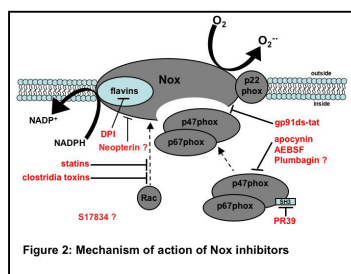 O2
O2··
p22
phox
outside
inside
Nox
flavins
NADP+
NADPH
DPI
Neopterin ?
p47phox
p67phox
gp91ds-tat
apocynin
AEBSF
Plumbagin ?
statins
clostridia toxins
Rac
S17834 ?
p47phox
p67phox
SH3
PR39
Figure 2: Mechanism of action of Nox inhibitors